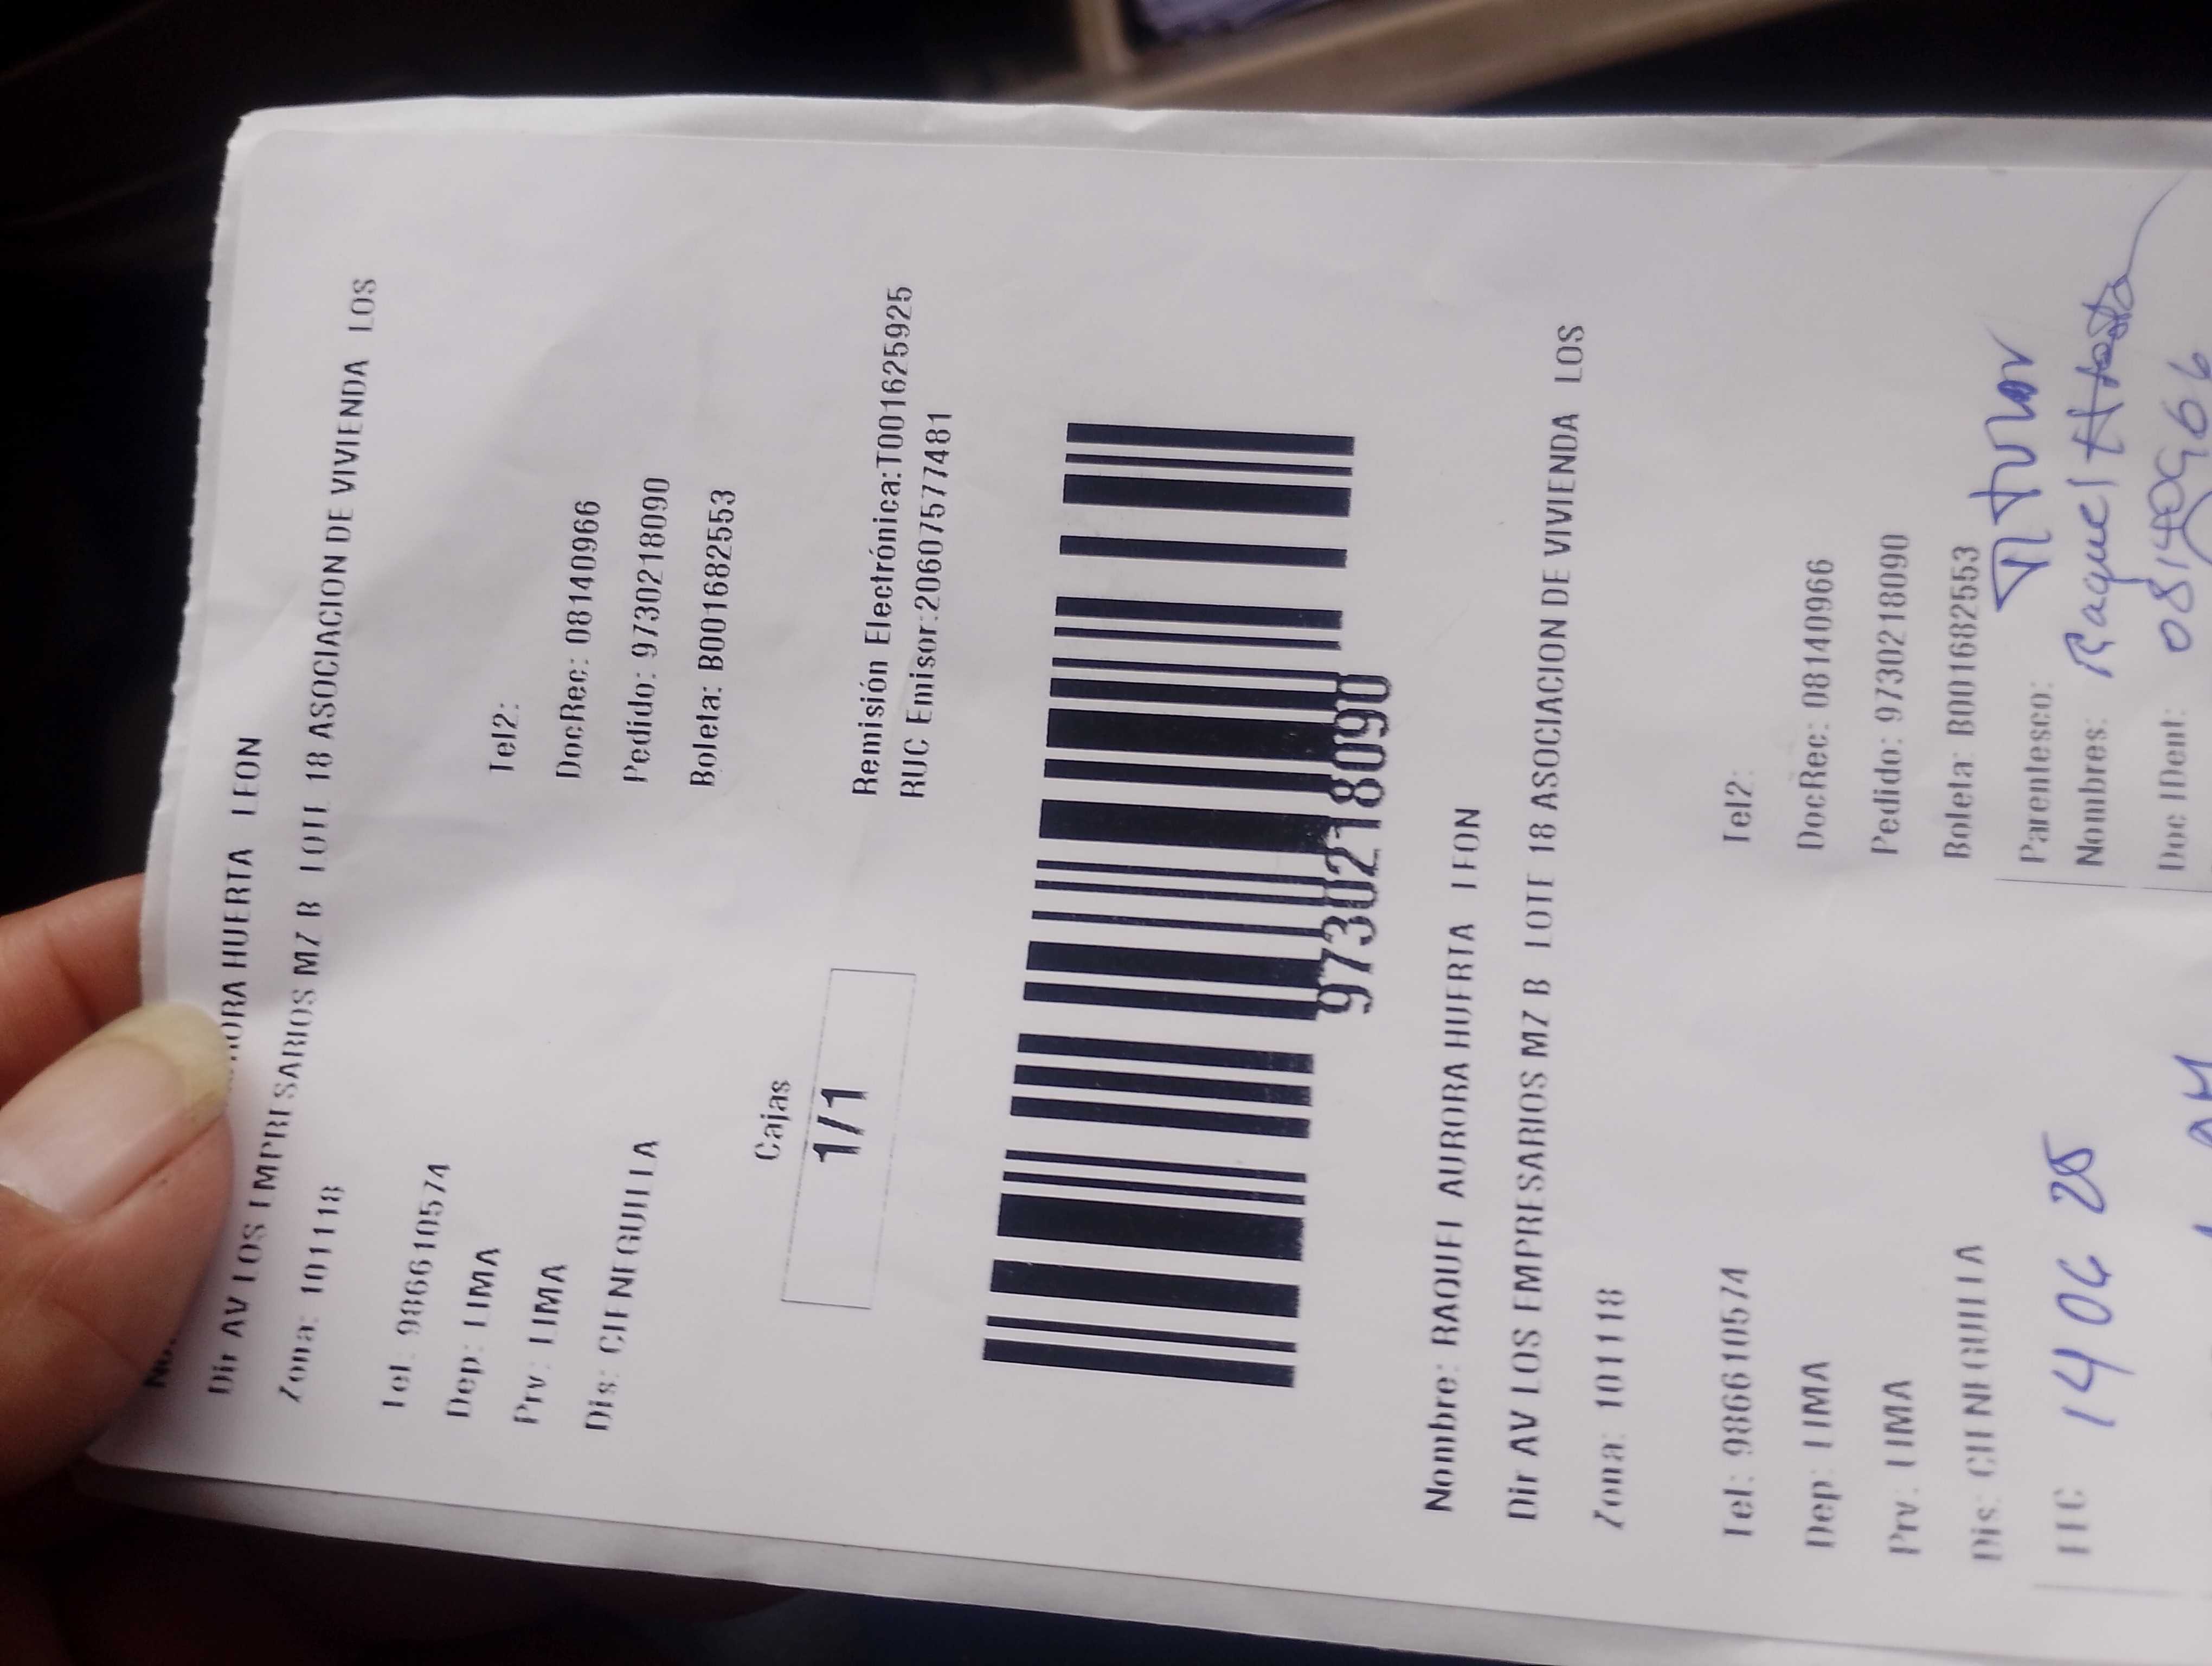 AURORA HUERTA LEON
Dir AV LOS EMPRESARIOS MZ B LOTE 18 ASOCIACION DE VIVIENDA LOS
Zona: 101118
Tel: 986610574 Tel2:
Dep: LIMA DocRec: 08140966
Prv: LIMA Pedido: 9730218090
Dis: CIENEGUILLA Boleta: B001682553
Cajas
1/1
Remisión Electrónica:T001625925
RUC Emisor:20607577481
9730218090
Nombre: RAQUEL AURORA HUERTA LEON
Dir AV LOS EMPRESARIOS MZ B LOTE 18 ASOCIACION DE VIVIENDA LOS
Zona: 101118
Tel: 986610574 Tel2:
Dep: LIMA DocRec: 08140966
Prv: LIMA Pedido: 9730218090
Dis: CIENEGUILLA Boleta: B001682553
14 06 25 Parentesco:
Nombres: Raquel
Doc IDent: 08140966